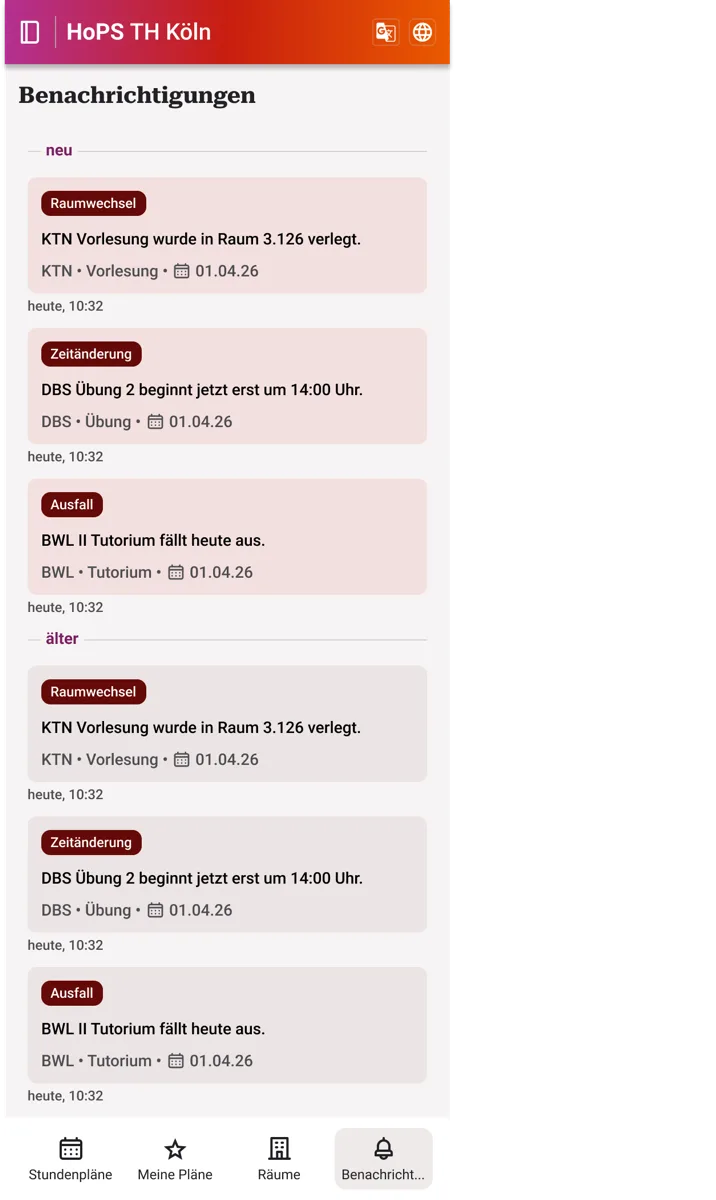 HoPS TH Köln
Benachrichtigungen
neu
Raumwechsel
KTN Vorlesung wurde in Raum 3.126 verlegt.
KTN • Vorlesung • 01.04.26
heute, 10:32
Zeitänderung
DBS Übung 2 beginnt jetzt erst um 14:00 Uhr.
DBS • Übung • 01.04.26
heute, 10:32
Ausfall
BWL II Tutorium fällt heute aus.
BWL • Tutorium • 01.04.26
heute, 10:32
älter
Raumwechsel
KTN Vorlesung wurde in Raum 3.126 verlegt.
KTN • Vorlesung • 01.04.26
heute, 10:32
Zeitänderung
DBS Übung 2 beginnt jetzt erst um 14:00 Uhr.
DBS • Übung • 01.04.26
heute, 10:32
Ausfall
BWL II Tutorium fällt heute aus.
BWL • Tutorium • 01.04.26
heute, 10:32
Stundenpläne Meine Pläne Räume Benachricht...